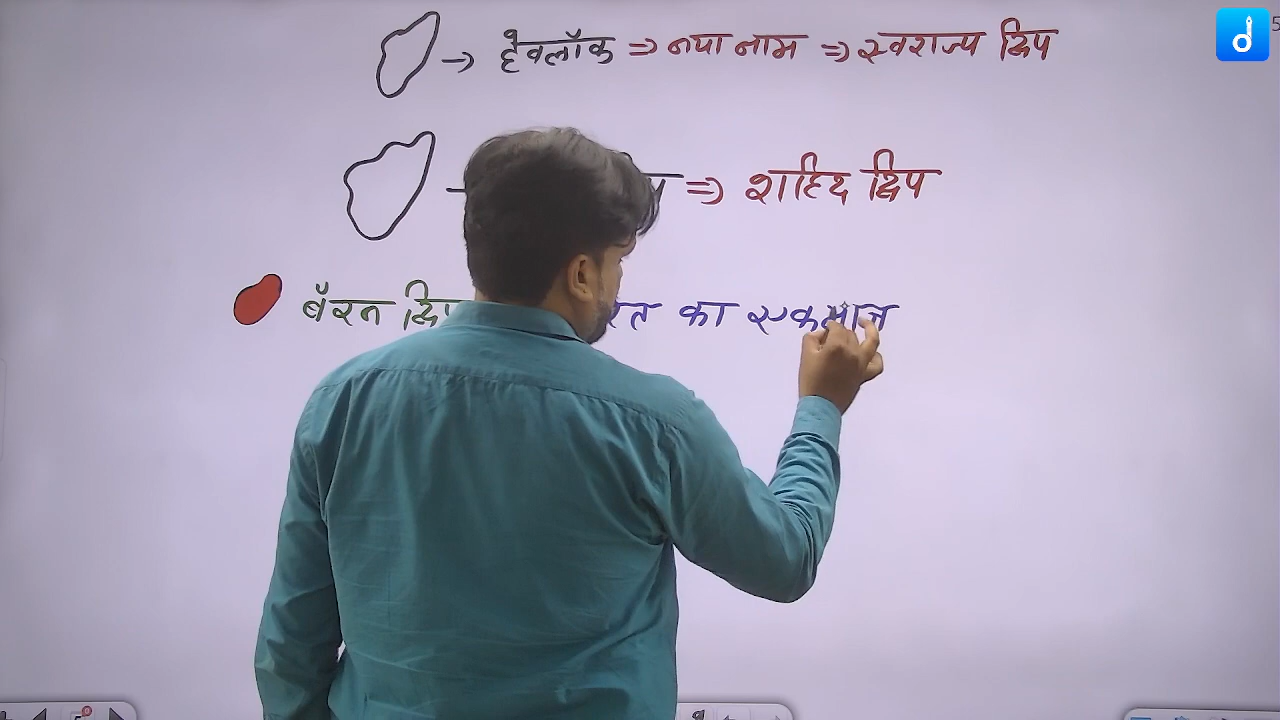 → हैवलॉक ⇒ नया नाम ⇒ स्वराज्य द्विप
⇒ शहिद द्विप
बॅरन का एकमात्र